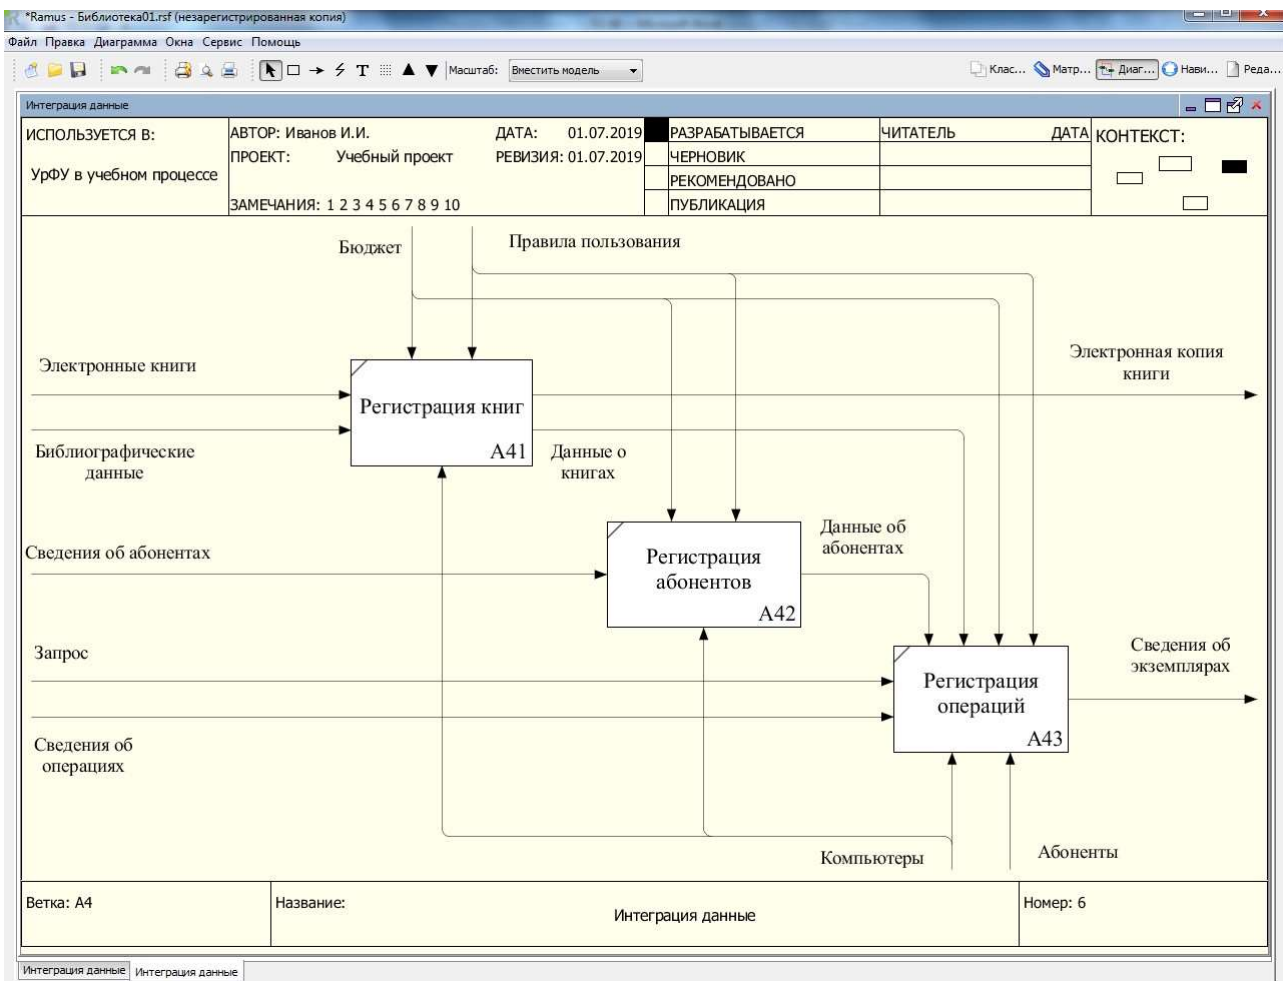 *Ramus - Библиотека01.rsf (незарегистрированная копия)
Файл Правка Диаграмма Окна Сервис Помощь
Масштаб: Вместить модель
Клас... Матр... Диаг... Нави... Реда...
Интеграция данные
ИСПОЛЬЗУЕТСЯ В:
УрФУ в учебном процессе
АВТОР: Иванов И.И.
ДАТА: 01.07.2019
ПРОЕКТ: Учебный проект
РЕВИЗИЯ: 01.07.2019
ЗАМЕЧАНИЯ: 1 2 3 4 5 6 7 8 9 10
РАЗРАБАТЫВАЕТСЯ
ЧЕРНОВИК
РЕКОМЕНДОВАНО
ПУБЛИКАЦИЯ
ЧИТАТЕЛЬ ДАТА
КОНТЕКСТ:
Бюджет
Правила пользования
Электронные книги
Электронная копия
книги
Регистрация книг
A41
Библиографические
данные
Данные о
книгах
Сведения об абонентах
Регистрация
абонентов
A42
Данные об
абонентах
Запрос
Регистрация
операций
A43
Сведения об
экземплярах
Сведения об
операциях
Компьютеры
Абоненты
Ветка: A4
Название:
Интеграция данные
Номер: 6
Интеграция данные
Интеграция данные